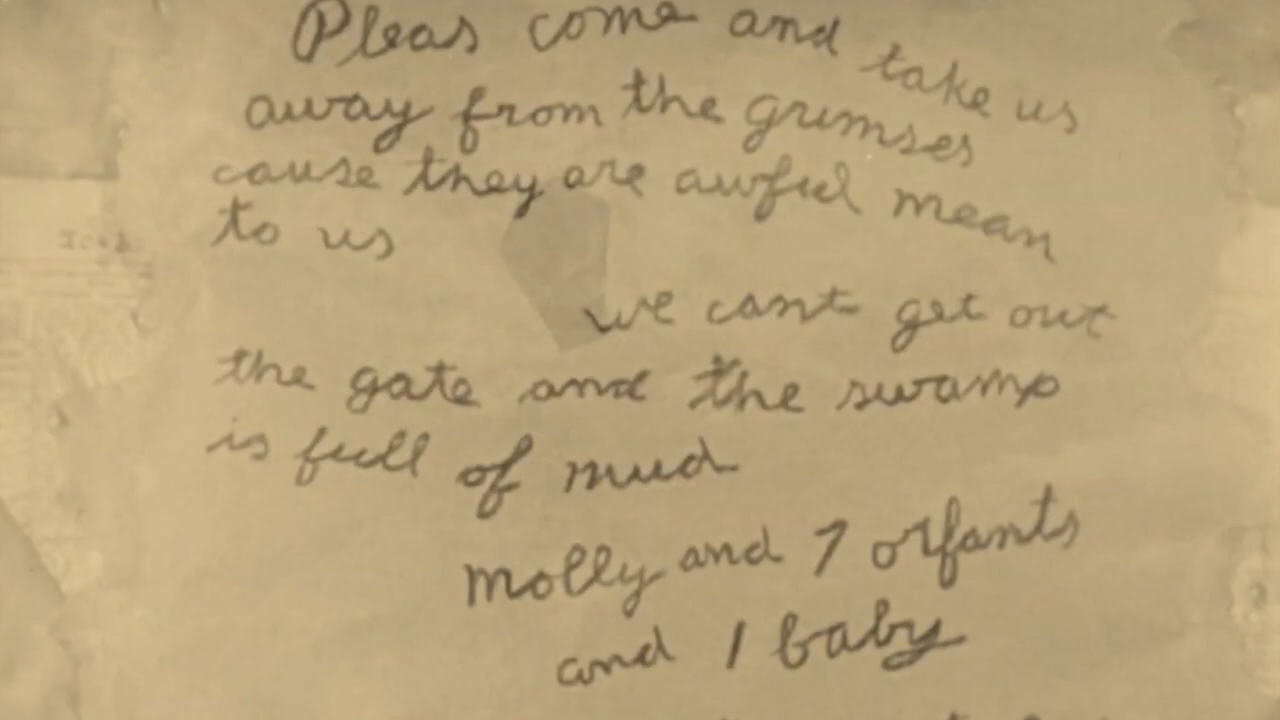 Pleas come and take us
away from the grimses
cause they are awful mean
to us
we cant get out
the gate and the swamp
is full of mud
Molly and 7 orfants
and 1 baby